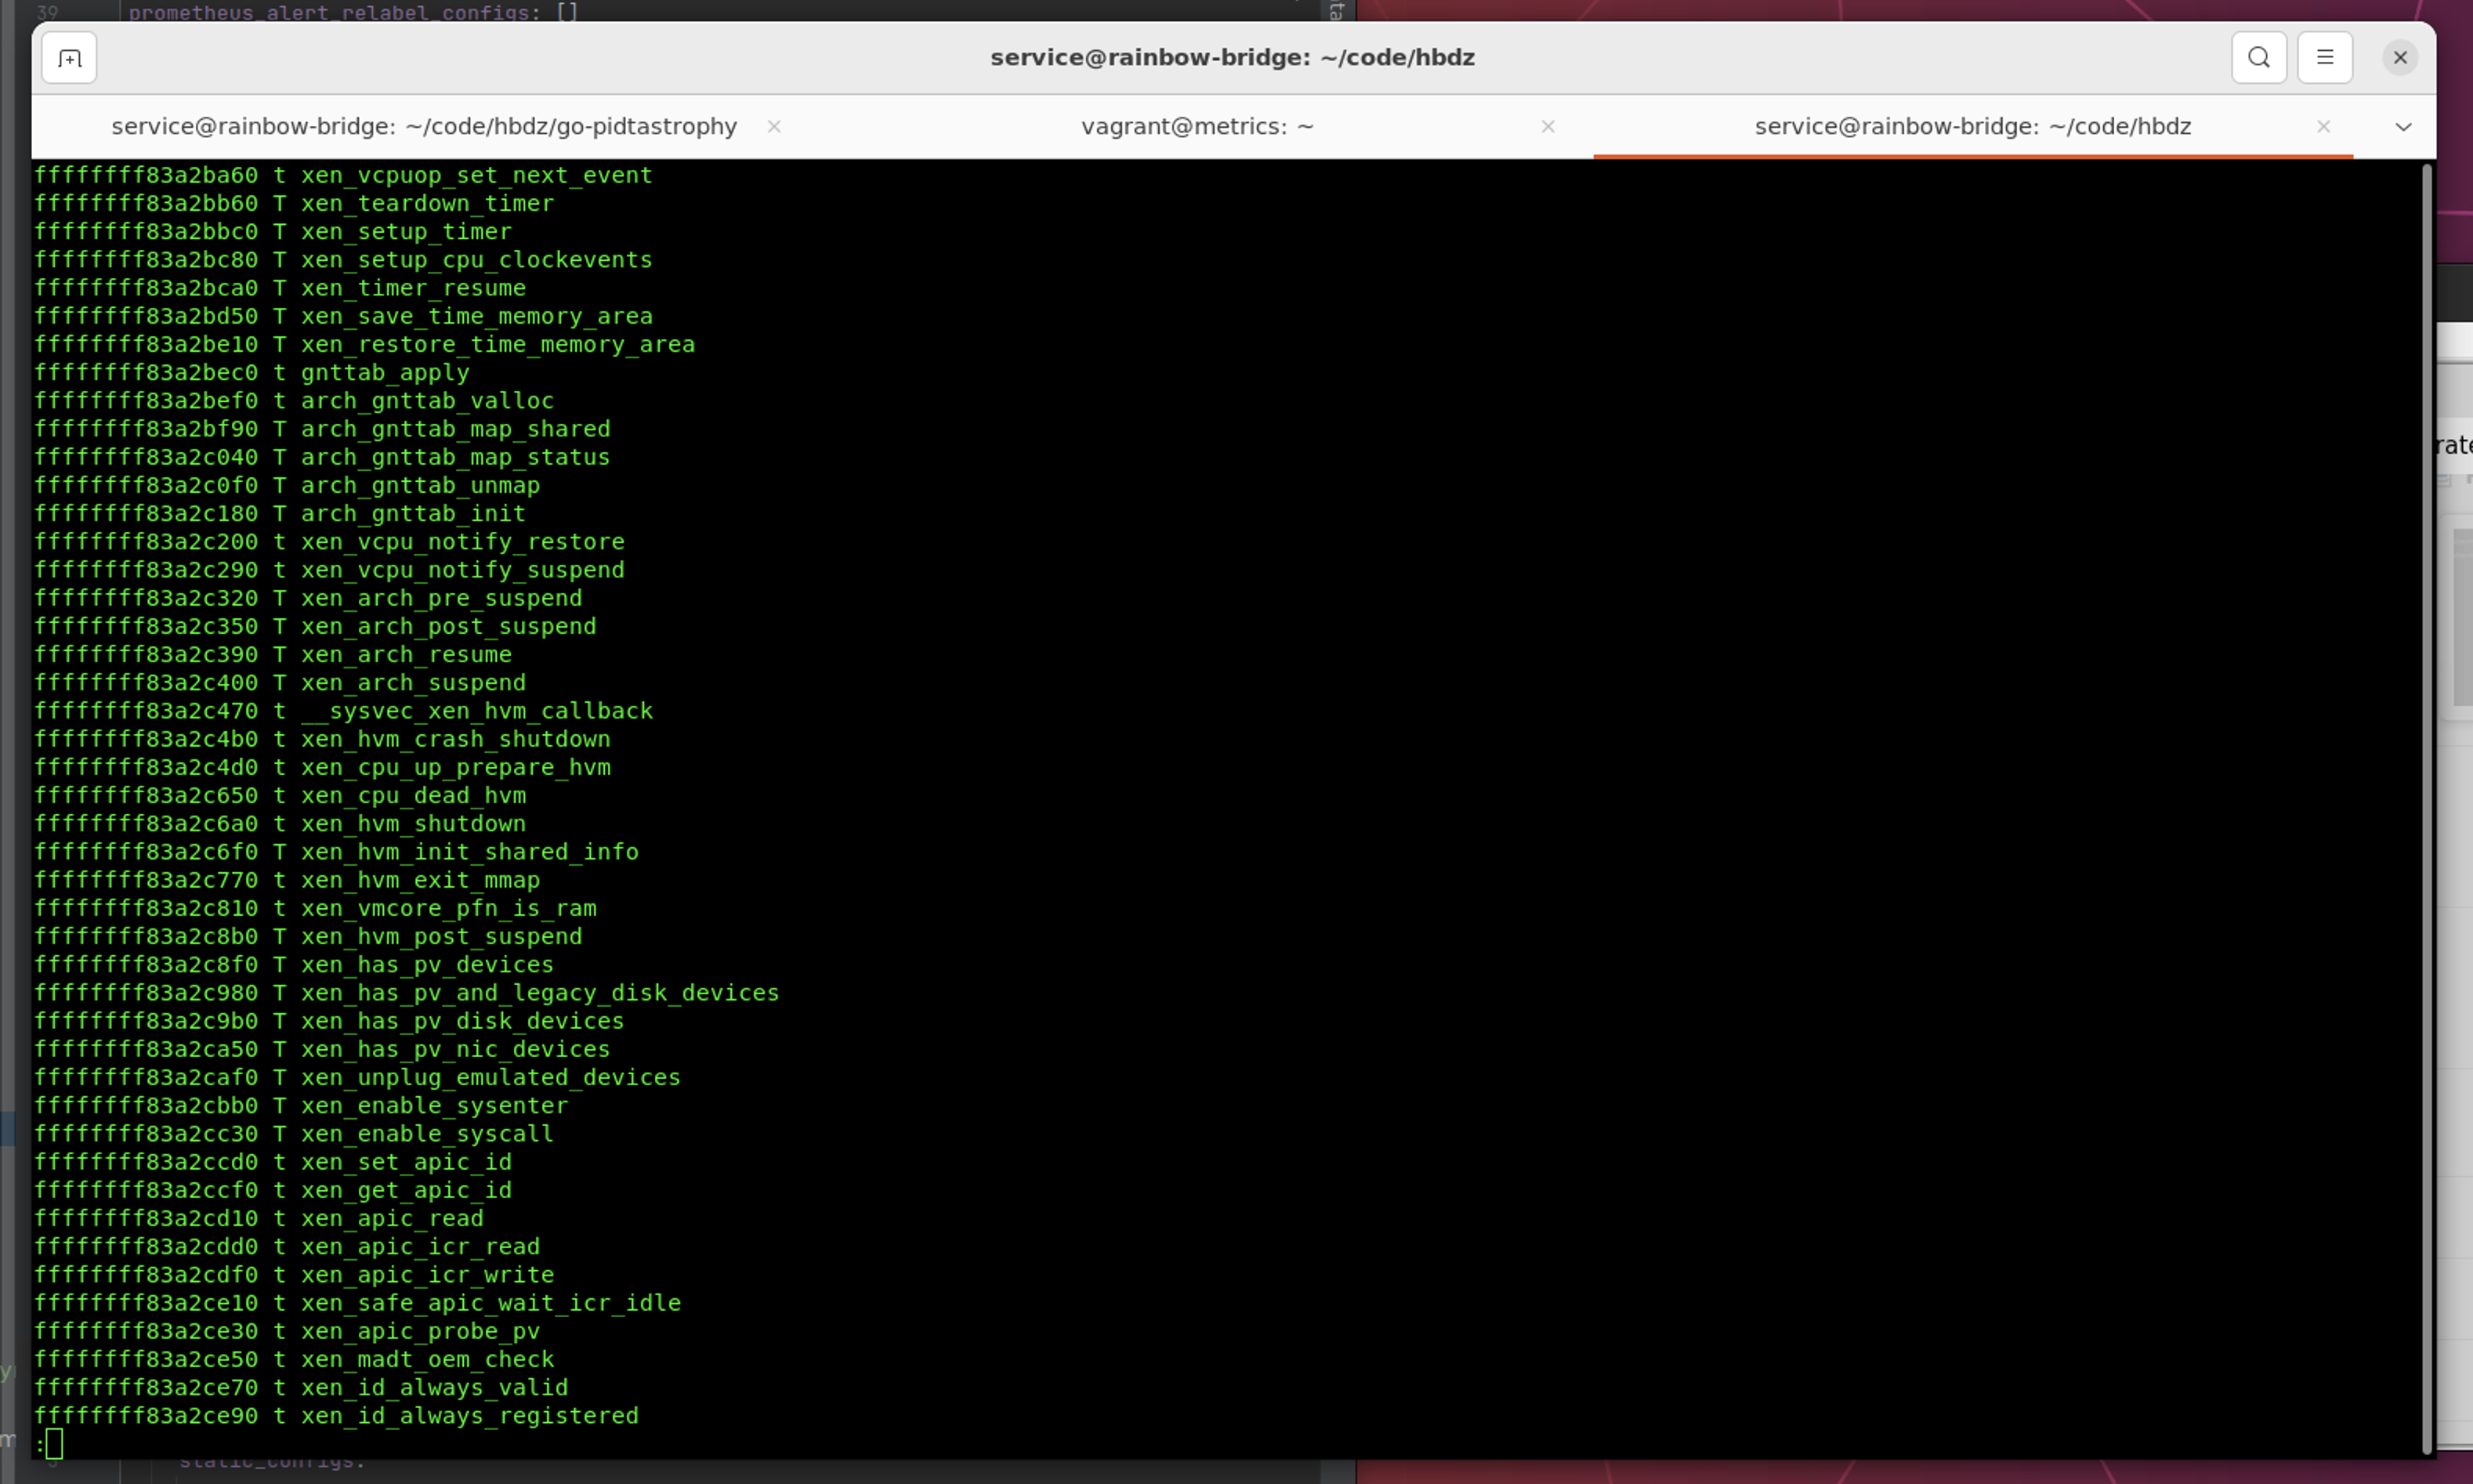 39 prometheus_alert_relabel_configs: []
service@rainbow-bridge: ~/code/hbdz
service@rainbow-bridge: ~/code/hbdz/go-pidtastrophy
vagrant@metrics: ~
service@rainbow-bridge: ~/code/hbdz
ffffffff83a2ba60 t xen_vcpuop_set_next_event
ffffffff83a2bb60 T xen_teardown_timer
ffffffff83a2bbc0 T xen_setup_timer
ffffffff83a2bc80 T xen_setup_cpu_clockevents
ffffffff83a2bca0 T xen_timer_resume
ffffffff83a2bd50 T xen_save_time_memory_area
ffffffff83a2be10 T xen_restore_time_memory_area
ffffffff83a2bec0 t gnttab_apply
ffffffff83a2bef0 t arch_gnttab_valloc
ffffffff83a2bf90 T arch_gnttab_map_shared
ffffffff83a2c040 T arch_gnttab_map_status
ffffffff83a2c0f0 T arch_gnttab_unmap
ffffffff83a2c180 T arch_gnttab_init
ffffffff83a2c200 t xen_vcpu_notify_restore
ffffffff83a2c290 t xen_vcpu_notify_suspend
ffffffff83a2c320 T xen_arch_pre_suspend
ffffffff83a2c350 T xen_arch_post_suspend
ffffffff83a2c390 T xen_arch_resume
ffffffff83a2c400 T xen_arch_suspend
ffffffff83a2c470 t __sysvec_xen_hvm_callback
ffffffff83a2c4b0 t xen_hvm_crash_shutdown
ffffffff83a2c4d0 t xen_cpu_up_prepare_hvm
ffffffff83a2c650 t xen_cpu_dead_hvm
ffffffff83a2c6a0 t xen_hvm_shutdown
ffffffff83a2c6f0 T xen_hvm_init_shared_info
ffffffff83a2c770 t xen_hvm_exit_mmap
ffffffff83a2c810 t xen_vmcore_pfn_is_ram
ffffffff83a2c8b0 T xen_hvm_post_suspend
ffffffff83a2c8f0 T xen_has_pv_devices
ffffffff83a2c980 T xen_has_pv_and_legacy_disk_devices
ffffffff83a2c9b0 T xen_has_pv_disk_devices
ffffffff83a2ca50 T xen_has_pv_nic_devices
ffffffff83a2caf0 T xen_unplug_emulated_devices
ffffffff83a2cbb0 T xen_enable_sysenter
ffffffff83a2cc30 T xen_enable_syscall
ffffffff83a2ccd0 t xen_set_apic_id
ffffffff83a2ccf0 t xen_get_apic_id
ffffffff83a2cd10 t xen_apic_read
ffffffff83a2cdd0 t xen_apic_icr_read
ffffffff83a2cdf0 t xen_apic_icr_write
ffffffff83a2ce10 t xen_safe_apic_wait_icr_idle
ffffffff83a2ce30 t xen_apic_probe_pv
ffffffff83a2ce50 t xen_madt_oem_check
ffffffff83a2ce70 t xen_id_always_valid
ffffffff83a2ce90 t xen_id_always_registered
:
static_configs: